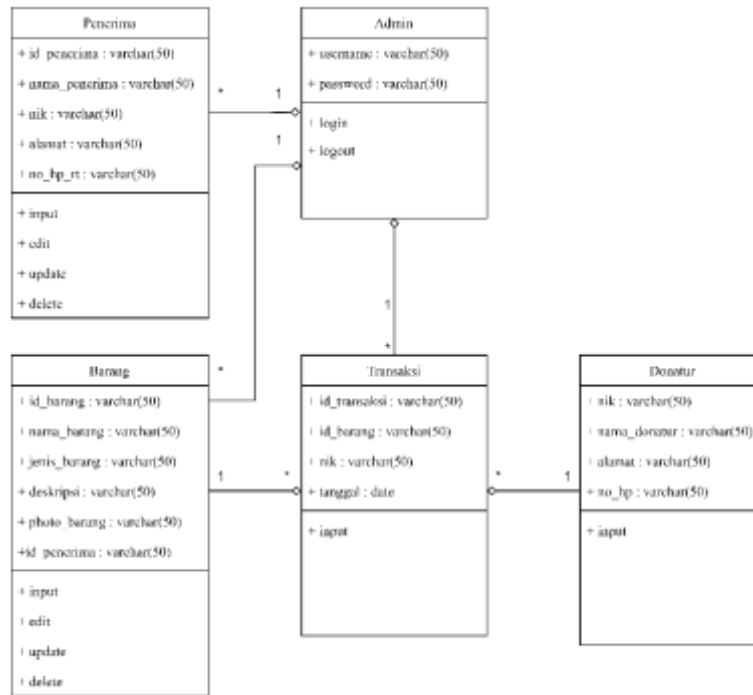 Penerima
+ id_penerima : varchar(50)
+ nama_penerima : varchar(50)
+ nik : varchar(50)
+ alamat : varchar(50)
+ no_hp_rt : varchar(50)
+ input
+ edit
+ update
+ delete
Admin
+ username : varchar(50)
+ password : varchar(50)
+ login
+ logout
* 1
1
1
*
*
Barang
+ id_barang : varchar(50)
+ nama_barang : varchar(50)
+ jenis_barang : varchar(50)
+ deskripsi : varchar(50)
+ photo_barang : varchar(50)
+id_penerima : varchar(50)
+ input
+ edit
+ update
+ delete
1 *
Transaksi
+ id_transaksi : varchar(50)
+ id_barang : varchar(50)
+ nik : varchar(50)
+ tanggal : date
+ input
* 1
Donatur
+ nik : varchar(50)
+ nama_donatur : varchar(50)
+ alamat : varchar(50)
+ no_hp : varchar(50)
+ input